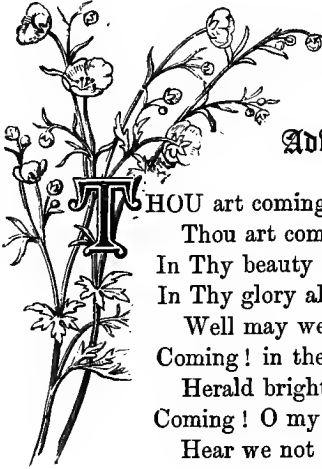 Ad
THOU art coming
Thou art com
In Thy beauty
In Thy glory al
Well may we
Coming! in the
Herald bright
Coming! O my
Hear we not